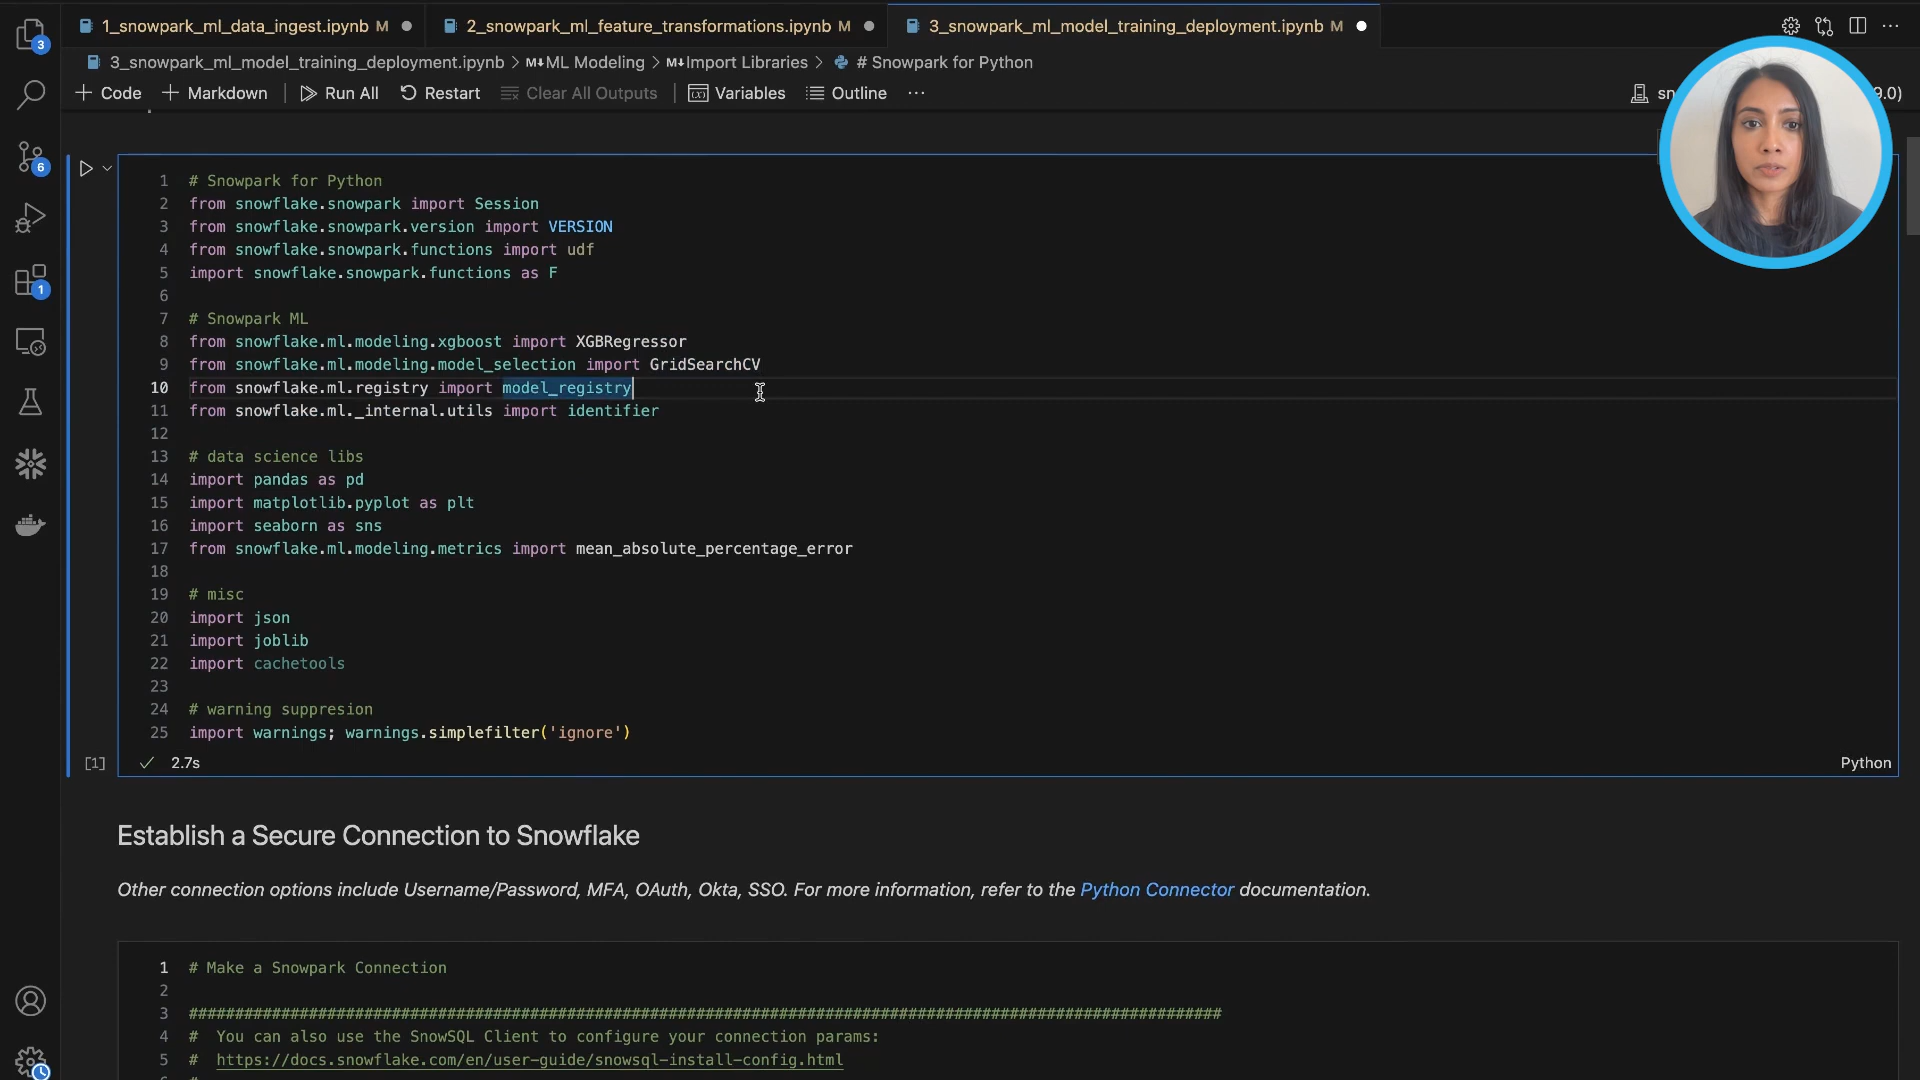 1_snowpark_ml_data_ingest.ipynb M
2_snowpark_ml_feature_transformations.ipynb M
3_snowpark_ml_model_training_deployment.ipynb M
3_snowpark_ml_model_training_deployment.ipynb > M↓ML Modeling > M↓Import Libraries > # Snowpark for Python
+ Code + Markdown Run All Restart Clear All Outputs Variables Outline ...
sn
9.0)
3
6
1
1 # Snowpark for Python
2 from snowflake.snowpark import Session
3 from snowflake.snowpark.version import VERSION
4 from snowflake.snowpark.functions import udf
5 import snowflake.snowpark.functions as F
6
7 # Snowpark ML
8 from snowflake.ml.modeling.xgboost import XGBRegressor
9 from snowflake.ml.modeling.model_selection import GridSearchCV
10 from snowflake.ml.registry import model_registry
11 from snowflake.ml._internal.utils import identifier
12
13 # data science libs
14 import pandas as pd
15 import matplotlib.pyplot as plt
16 import seaborn as sns
17 from snowflake.ml.modeling.metrics import mean_absolute_percentage_error
18
19 # misc
20 import json
21 import joblib
22 import cachetools
23
24 # warning suppresion
25 import warnings; warnings.simplefilter('ignore')
[1] ✓ 2.7s
Python
Establish a Secure Connection to Snowflake
Other connection options include Username/Password, MFA, OAuth, Okta, SSO. For more information, refer to the Python Connector documentation.
1 # Make a Snowpark Connection
2
3 ################################################################################################################
4 # You can also use the SnowSQL Client to configure your connection params:
5 # https://docs.snowflake.com/en/user-guide/snowsql-install-config.html